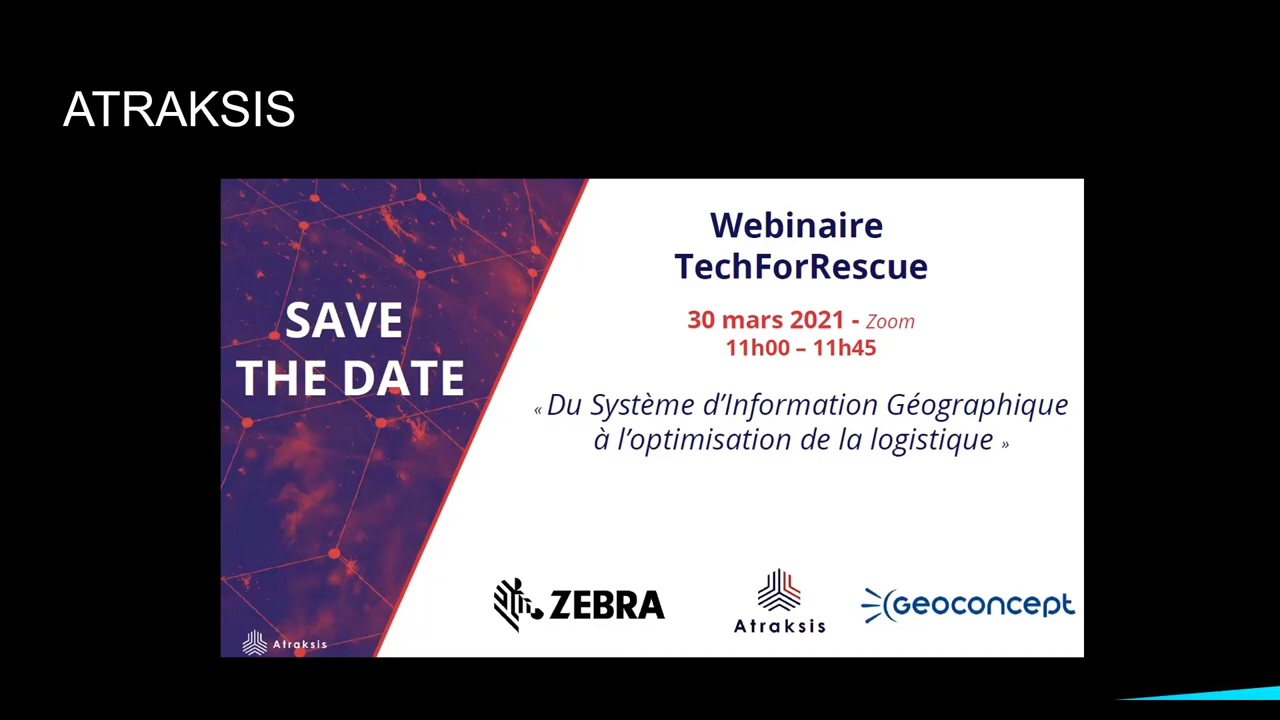 ATRAKSIS
SAVE
THE DATE
Webinaire
TechForRescue
30 mars 2021 - Zoom
11h00 – 11h45
« Du Système d’Information Géographique
à l’optimisation de la logistique »
ZEBRA
Atraksis
Geoconcept
Atraksis